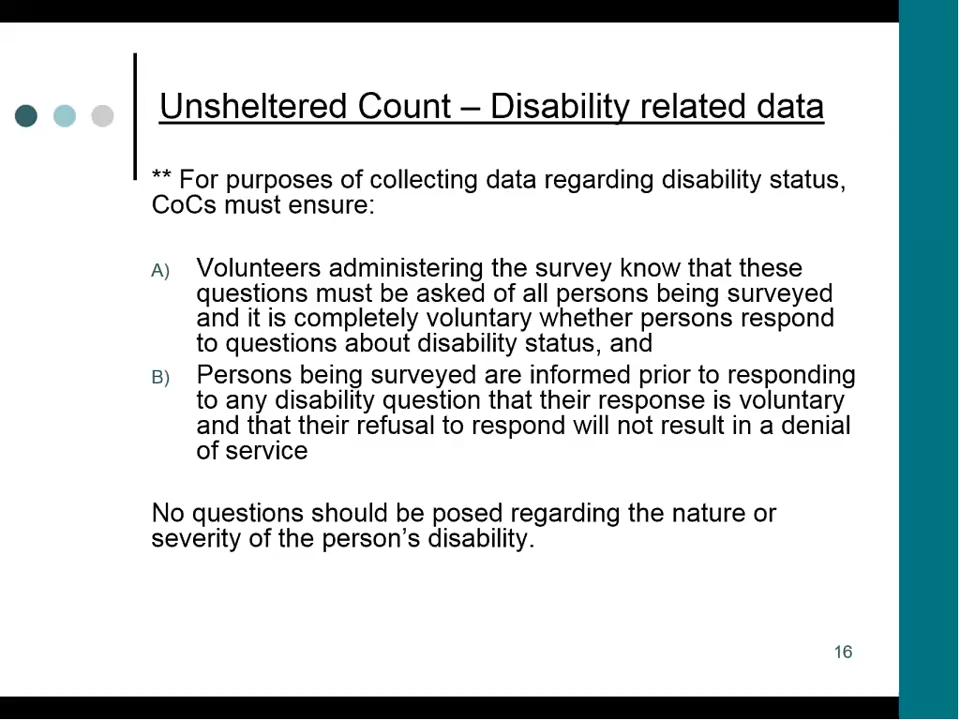 Unsheltered Count – Disability related data
** For purposes of collecting data regarding disability status,
CoCs must ensure:
A) Volunteers administering the survey know that these
questions must be asked of all persons being surveyed
and it is completely voluntary whether persons respond
to questions about disability status, and
B) Persons being surveyed are informed prior to responding
to any disability question that their response is voluntary
and that their refusal to respond will not result in a denial
of service
No questions should be posed regarding the nature or
severity of the person’s disability.
16